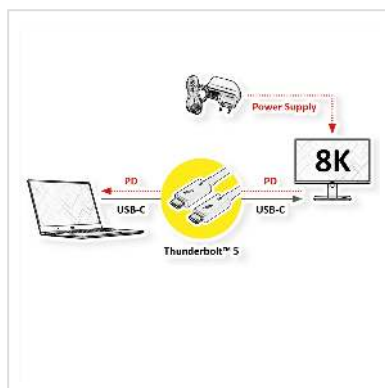 Power Supply
8K
PD
PD
USB-C
USB-C
Thunderbolt™ 5